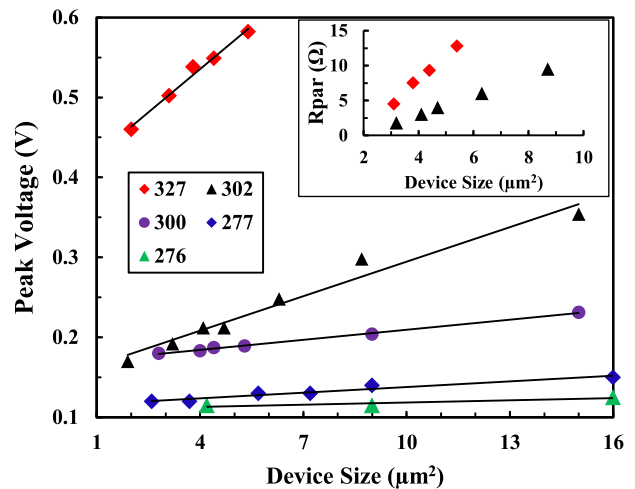 0.6
0.5
0.4
0.3
0.2
0.1
Peak Voltage (V)
1 4 7 10 13 16
Device Size (μm²)
327 302
300 277
276
15
10
5
0
Rpar (Ω)
2 4 6 8 10
Device Size (μm²)